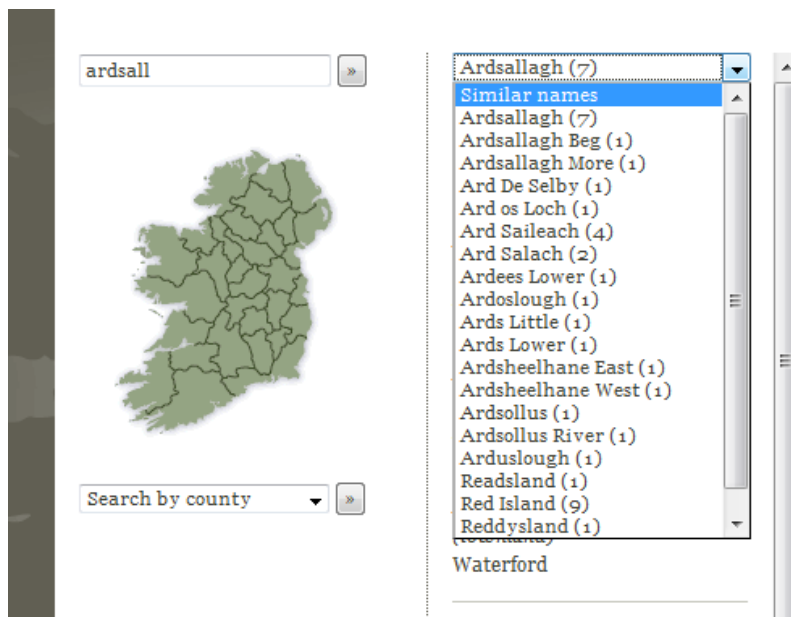 ardsall
»
Search by county
»
Ardsallagh (7)
Similar names
Ardsallagh (7)
Ardsallagh Beg (1)
Ardsallagh More (1)
Ard De Selby (1)
Ard os Loch (1)
Ard Saileach (4)
Ard Salach (2)
Ardees Lower (1)
Ardoslough (1)
Ards Little (1)
Ards Lower (1)
Ardsheelhane East (1)
Ardsheelhane West (1)
Ardsollus (1)
Ardsollus River (1)
Arduslough (1)
Readsland (1)
Red Island (9)
Reddysland (1)
Waterford